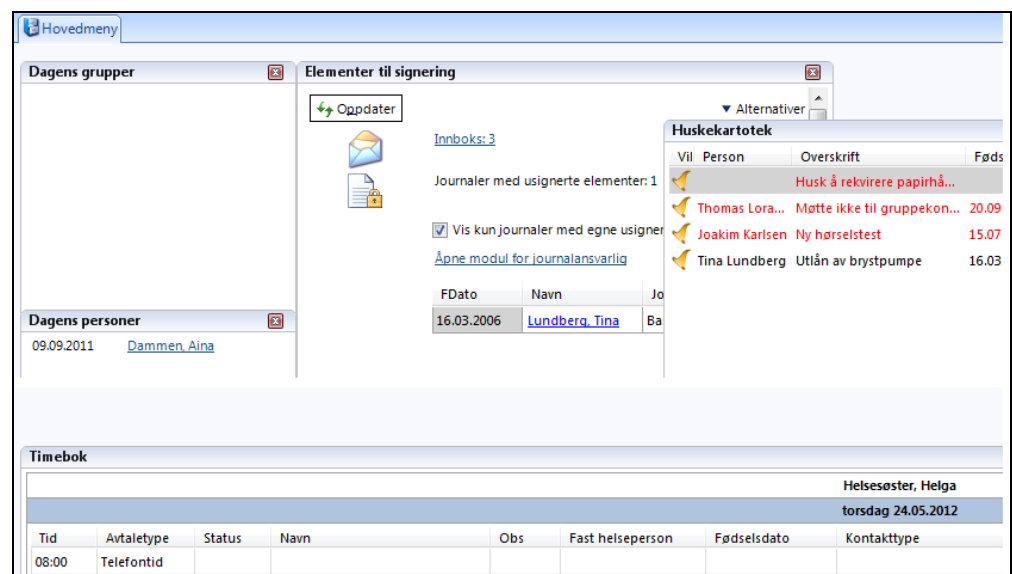 Hovedmeny
Dagens grupper
Elementer til signering
Oppdater
Alternativer
Innboks: 3
Journaler med usignerte elementer: 1
Vis kun journaler med egne usigner
Åpne modul for journalansvarlig
FDato Navn Jo
16.03.2006 Lundberg, Tina Ba
Huskekartotek
Vil Person Overskrift Føds
Husk å rekvirere papirhå...
Thomas Lora... Møtte ikke til gruppekon... 20.09
Joakim Karlsen Ny hørselstest 15.07
Tina Lundberg Utlån av brystpumpe 16.03
Dagens personer
09.09.2011 Dammen, Aina
Timebok
Helsesøster, Helga
torsdag 24.05.2012
Tid Avtaletype Status Navn Obs Fast helseperson Fødselsdato Kontakttype
08:00 Telefontid